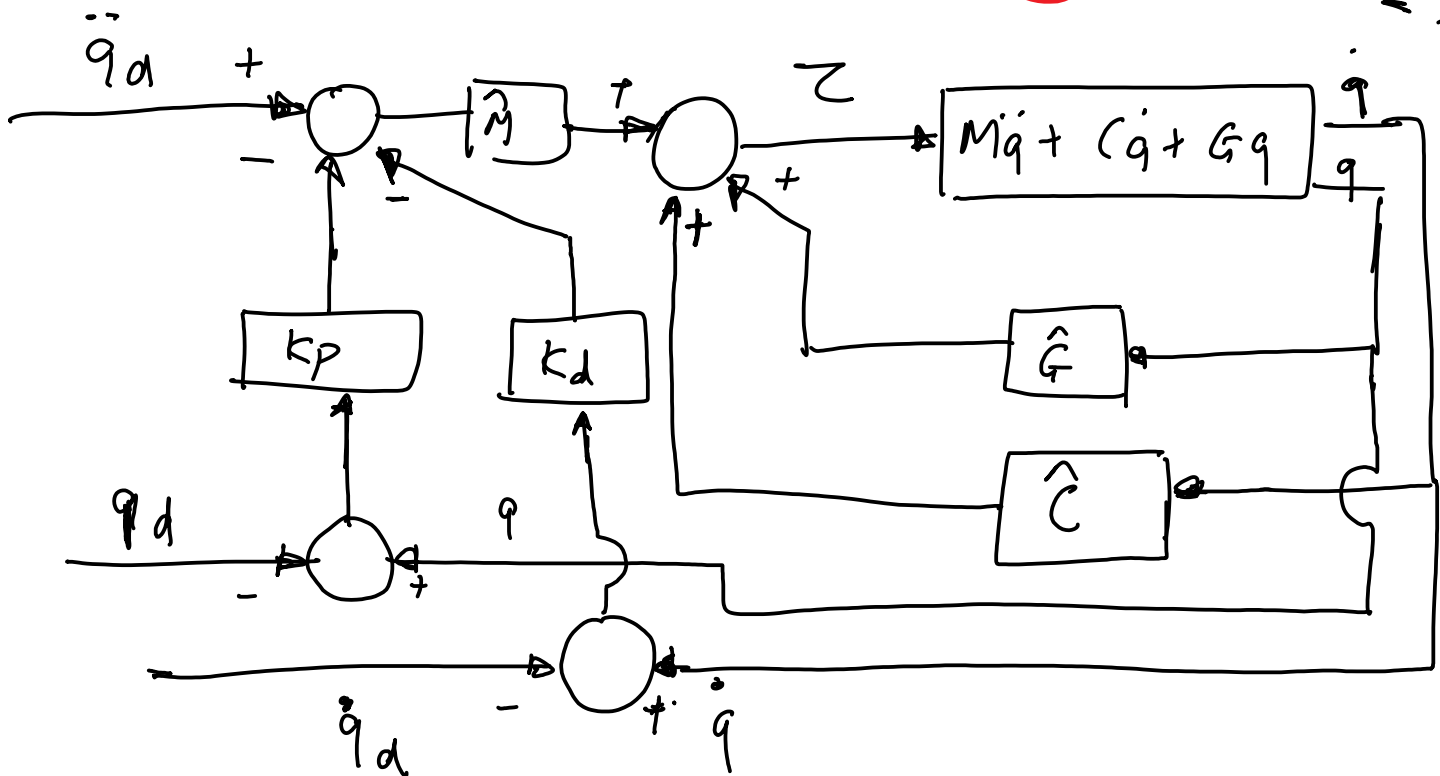 q̈d + − − M̂ + + + τ Mq̈ + Cq̇ + Gq q̇ q
Kp Kd Ĝ
qd − + q Ĉ
q̇d − + q̇